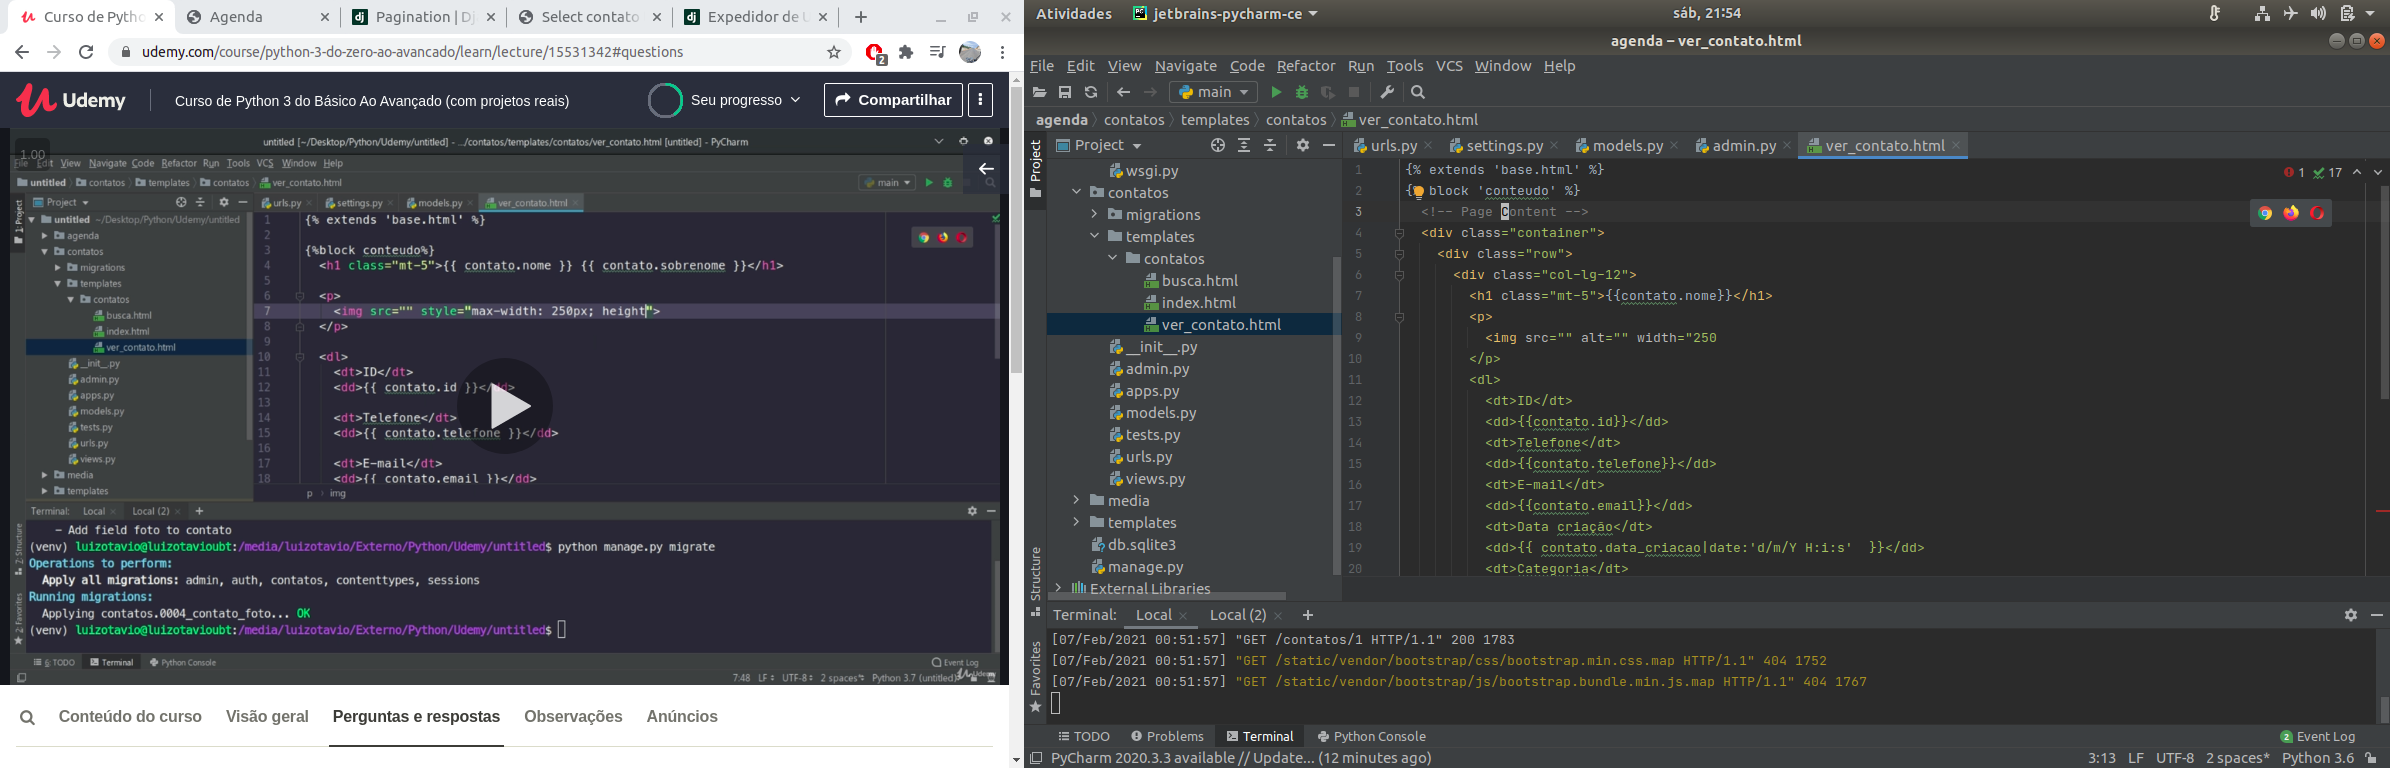 Curso de Pytho
Agenda
Pagination | Dj
Select contato
Expedidor de U
udemy.com/course/python-3-do-zero-ao-avancado/learn/lecture/15531342#questions
2
Udemy
Curso de Python 3 do Básico Ao Avançado (com projetos reais)
Seu progresso
Compartilhar
untitled [~/Desktop/Python/Udemy/untitled] - .../contatos/templates/contatos/ver_contato.html [untitled] - PyCharm
1.00
File Edit View Navigate Code Refactor Run Tools VCS Window Help
untitled contatos templates contatos ver_contato.html
main
Project
urls.py settings.py models.py ver_contato.html
1: Project
untitled ~/Desktop/Python/Udemy/untitled
agenda
contatos
migrations
templates
contatos
busca.html
index.html
ver_contato.html
__init__.py
admin.py
apps.py
models.py
tests.py
urls.py
views.py
media
templates
1 {% extends 'base.html' %}
2
3 {%block conteudo%}
4 <h1 class="mt-5">{{ contato.nome }} {{ contato.sobrenome }}</h1>
5
6 <p>
7 <img src="" style="max-width: 250px; height">
8 </p>
9
10 <dl>
11 <dt>ID</dt>
12 <dd>{{ contato.id }}</dd>
13
14 <dt>Telefone</dt>
15 <dd>{{ contato.telefone }}</dd>
16
17 <dt>E-mail</dt>
18 <dd>{{ contato.email }}</dd>
p › img
Terminal: Local Local (2)
- Add field foto to contato
(venv) luizotavio@luizotavioubt:/media/luizotavio/Externo/Python/Udemy/untitled$ python manage.py migrate
Operations to perform:
Apply all migrations: admin, auth, contatos, contenttypes, sessions
Running migrations:
Applying contatos.0004_contato_foto... OK
(venv) luizotavio@luizotavioubt:/media/luizotavio/Externo/Python/Udemy/untitled$
Z: Structure
2: Favorites
6: TODO Terminal Python Console Event Log
7:48 LF UTF-8 2 spaces Python 3.7 (untitled)
Udemy
Conteúdo do curso
Visão geral
Perguntas e respostas
Observações
Anúncios
Atividades
jetbrains-pycharm-ce
sáb, 21:54
agenda – ver_contato.html
File Edit View Navigate Code Refactor Run Tools VCS Window Help
main
agenda contatos templates contatos ver_contato.html
Project
Project
urls.py settings.py models.py admin.py ver_contato.html
wsgi.py
contatos
migrations
templates
contatos
busca.html
index.html
ver_contato.html
__init__.py
admin.py
apps.py
models.py
tests.py
urls.py
views.py
media
templates
db.sqlite3
manage.py
External Libraries
1 {% extends 'base.html' %}
2 {% block 'conteudo' %}
3 <!-- Page Content -->
4 <div class="container">
5 <div class="row">
6 <div class="col-lg-12">
7 <h1 class="mt-5">{{contato.nome}}</h1>
8 <p>
9 <img src="" alt="" width="250
10 </p>
11 <dl>
12 <dt>ID</dt>
13 <dd>{{contato.id}}</dd>
14 <dt>Telefone</dt>
15 <dd>{{contato.telefone}}</dd>
16 <dt>E-mail</dt>
17 <dd>{{contato.email}}</dd>
18 <dt>Data criação</dt>
19 <dd>{{ contato.data_criacao|date:'d/m/Y H:i:s' }}</dd>
20 <dt>Categoria</dt>
1 17
Structure
Favorites
Terminal: Local Local (2)
[07/Feb/2021 00:51:57] "GET /contatos/1 HTTP/1.1" 200 1783
[07/Feb/2021 00:51:57] "GET /static/vendor/bootstrap/css/bootstrap.min.css.map HTTP/1.1" 404 1752
[07/Feb/2021 00:51:57] "GET /static/vendor/bootstrap/js/bootstrap.bundle.min.js.map HTTP/1.1" 404 1767
TODO Problems Terminal Python Console 2 Event Log
PyCharm 2020.3.3 available // Update... (12 minutes ago)
3:13 LF UTF-8 2 spaces* Python 3.6